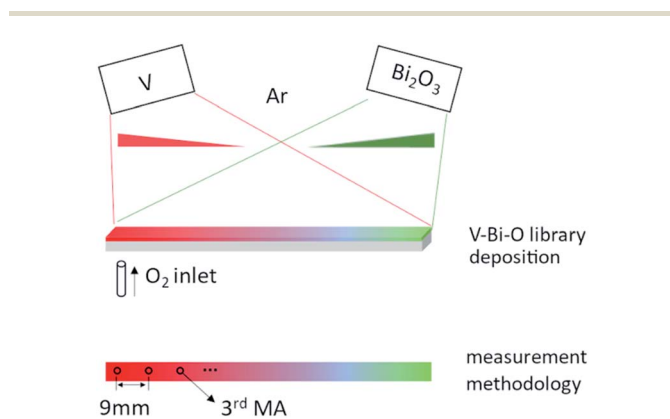 V
Ar
Bi₂O₃
V-Bi-O library
deposition
O₂ inlet
measurement
methodology
...
9mm
3rd MA